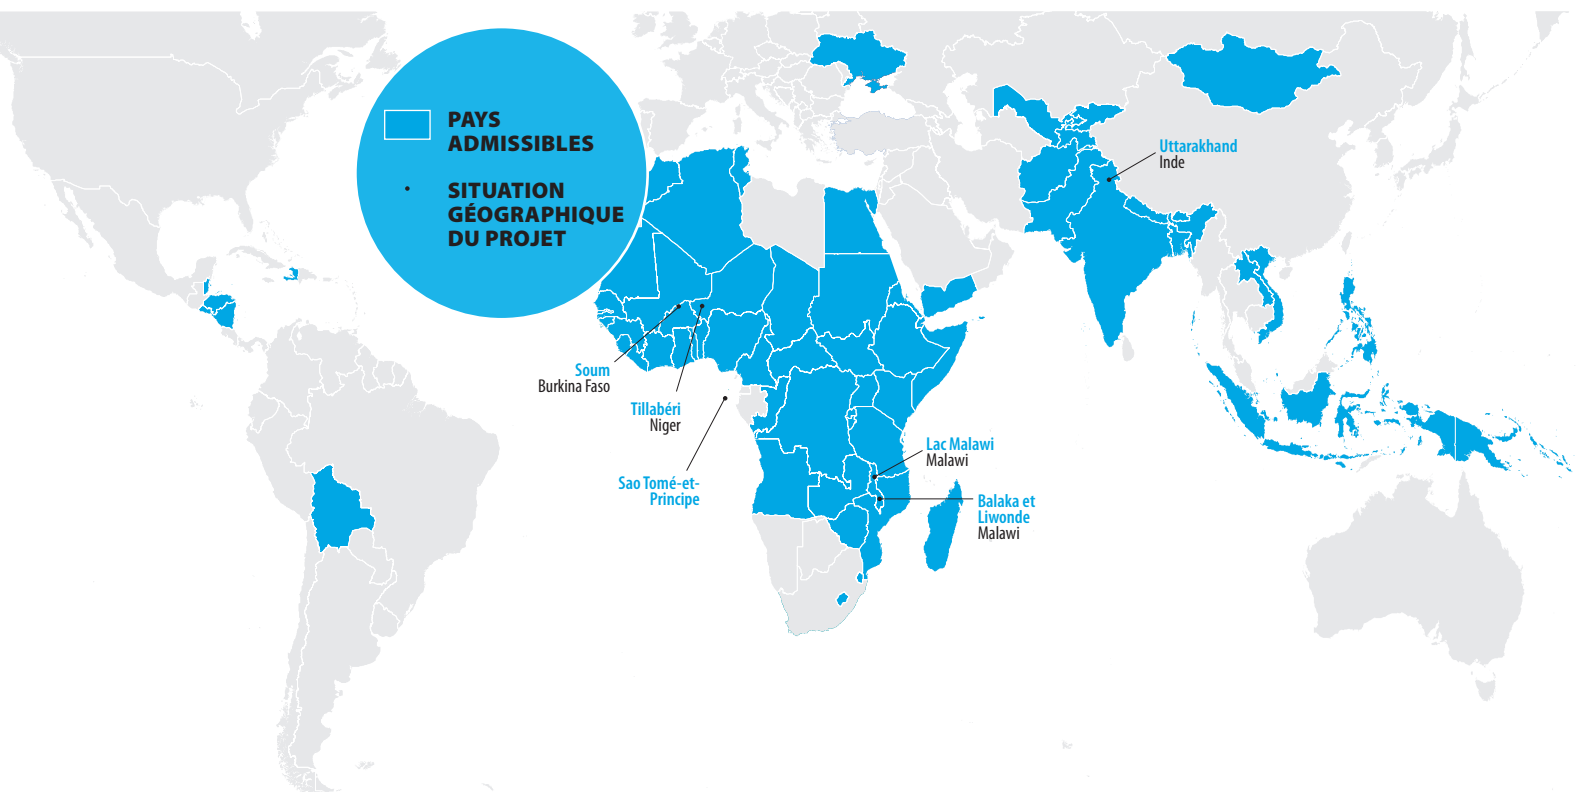 PAYS
ADMISSIBLES
SITUATION
GÉOGRAPHIQUE
DU PROJET
Uttarakhand
Inde
Soum
Burkina Faso
Tillabéri
Niger
Sao Tomé-et-
Principe
Lac Malawi
Malawi
Balaka et
Liwonde
Malawi